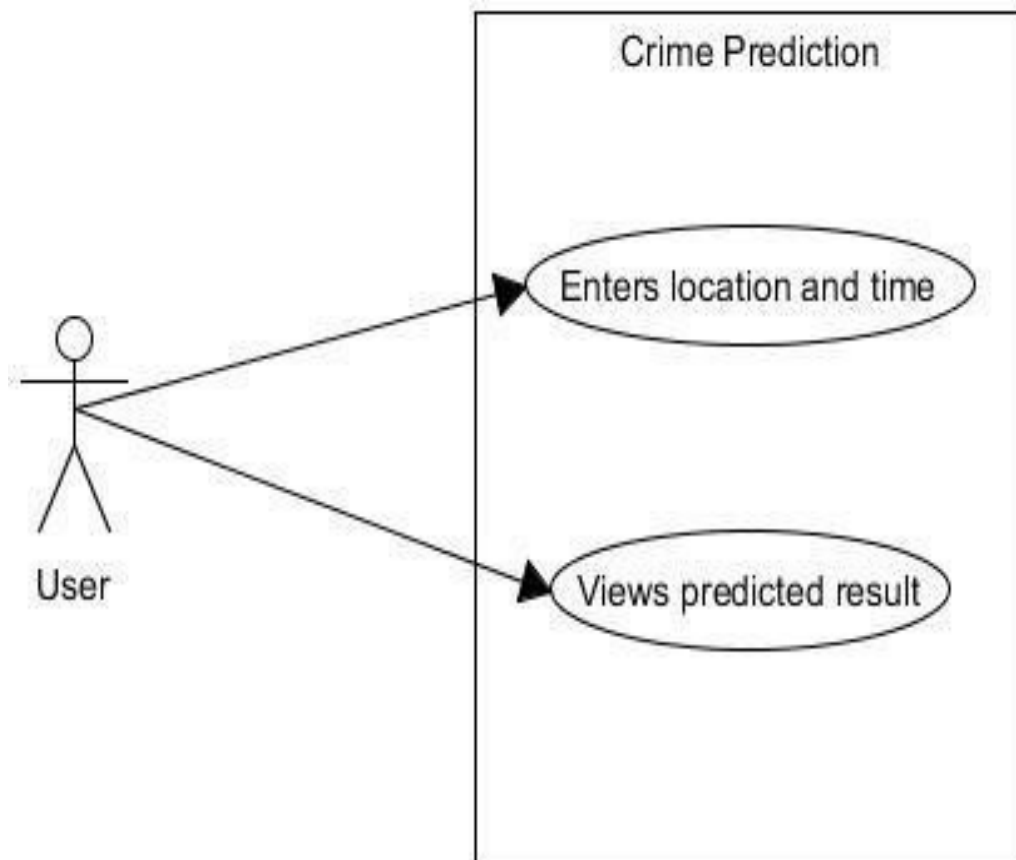 Crime Prediction
Enters location and time
User
Views predicted result